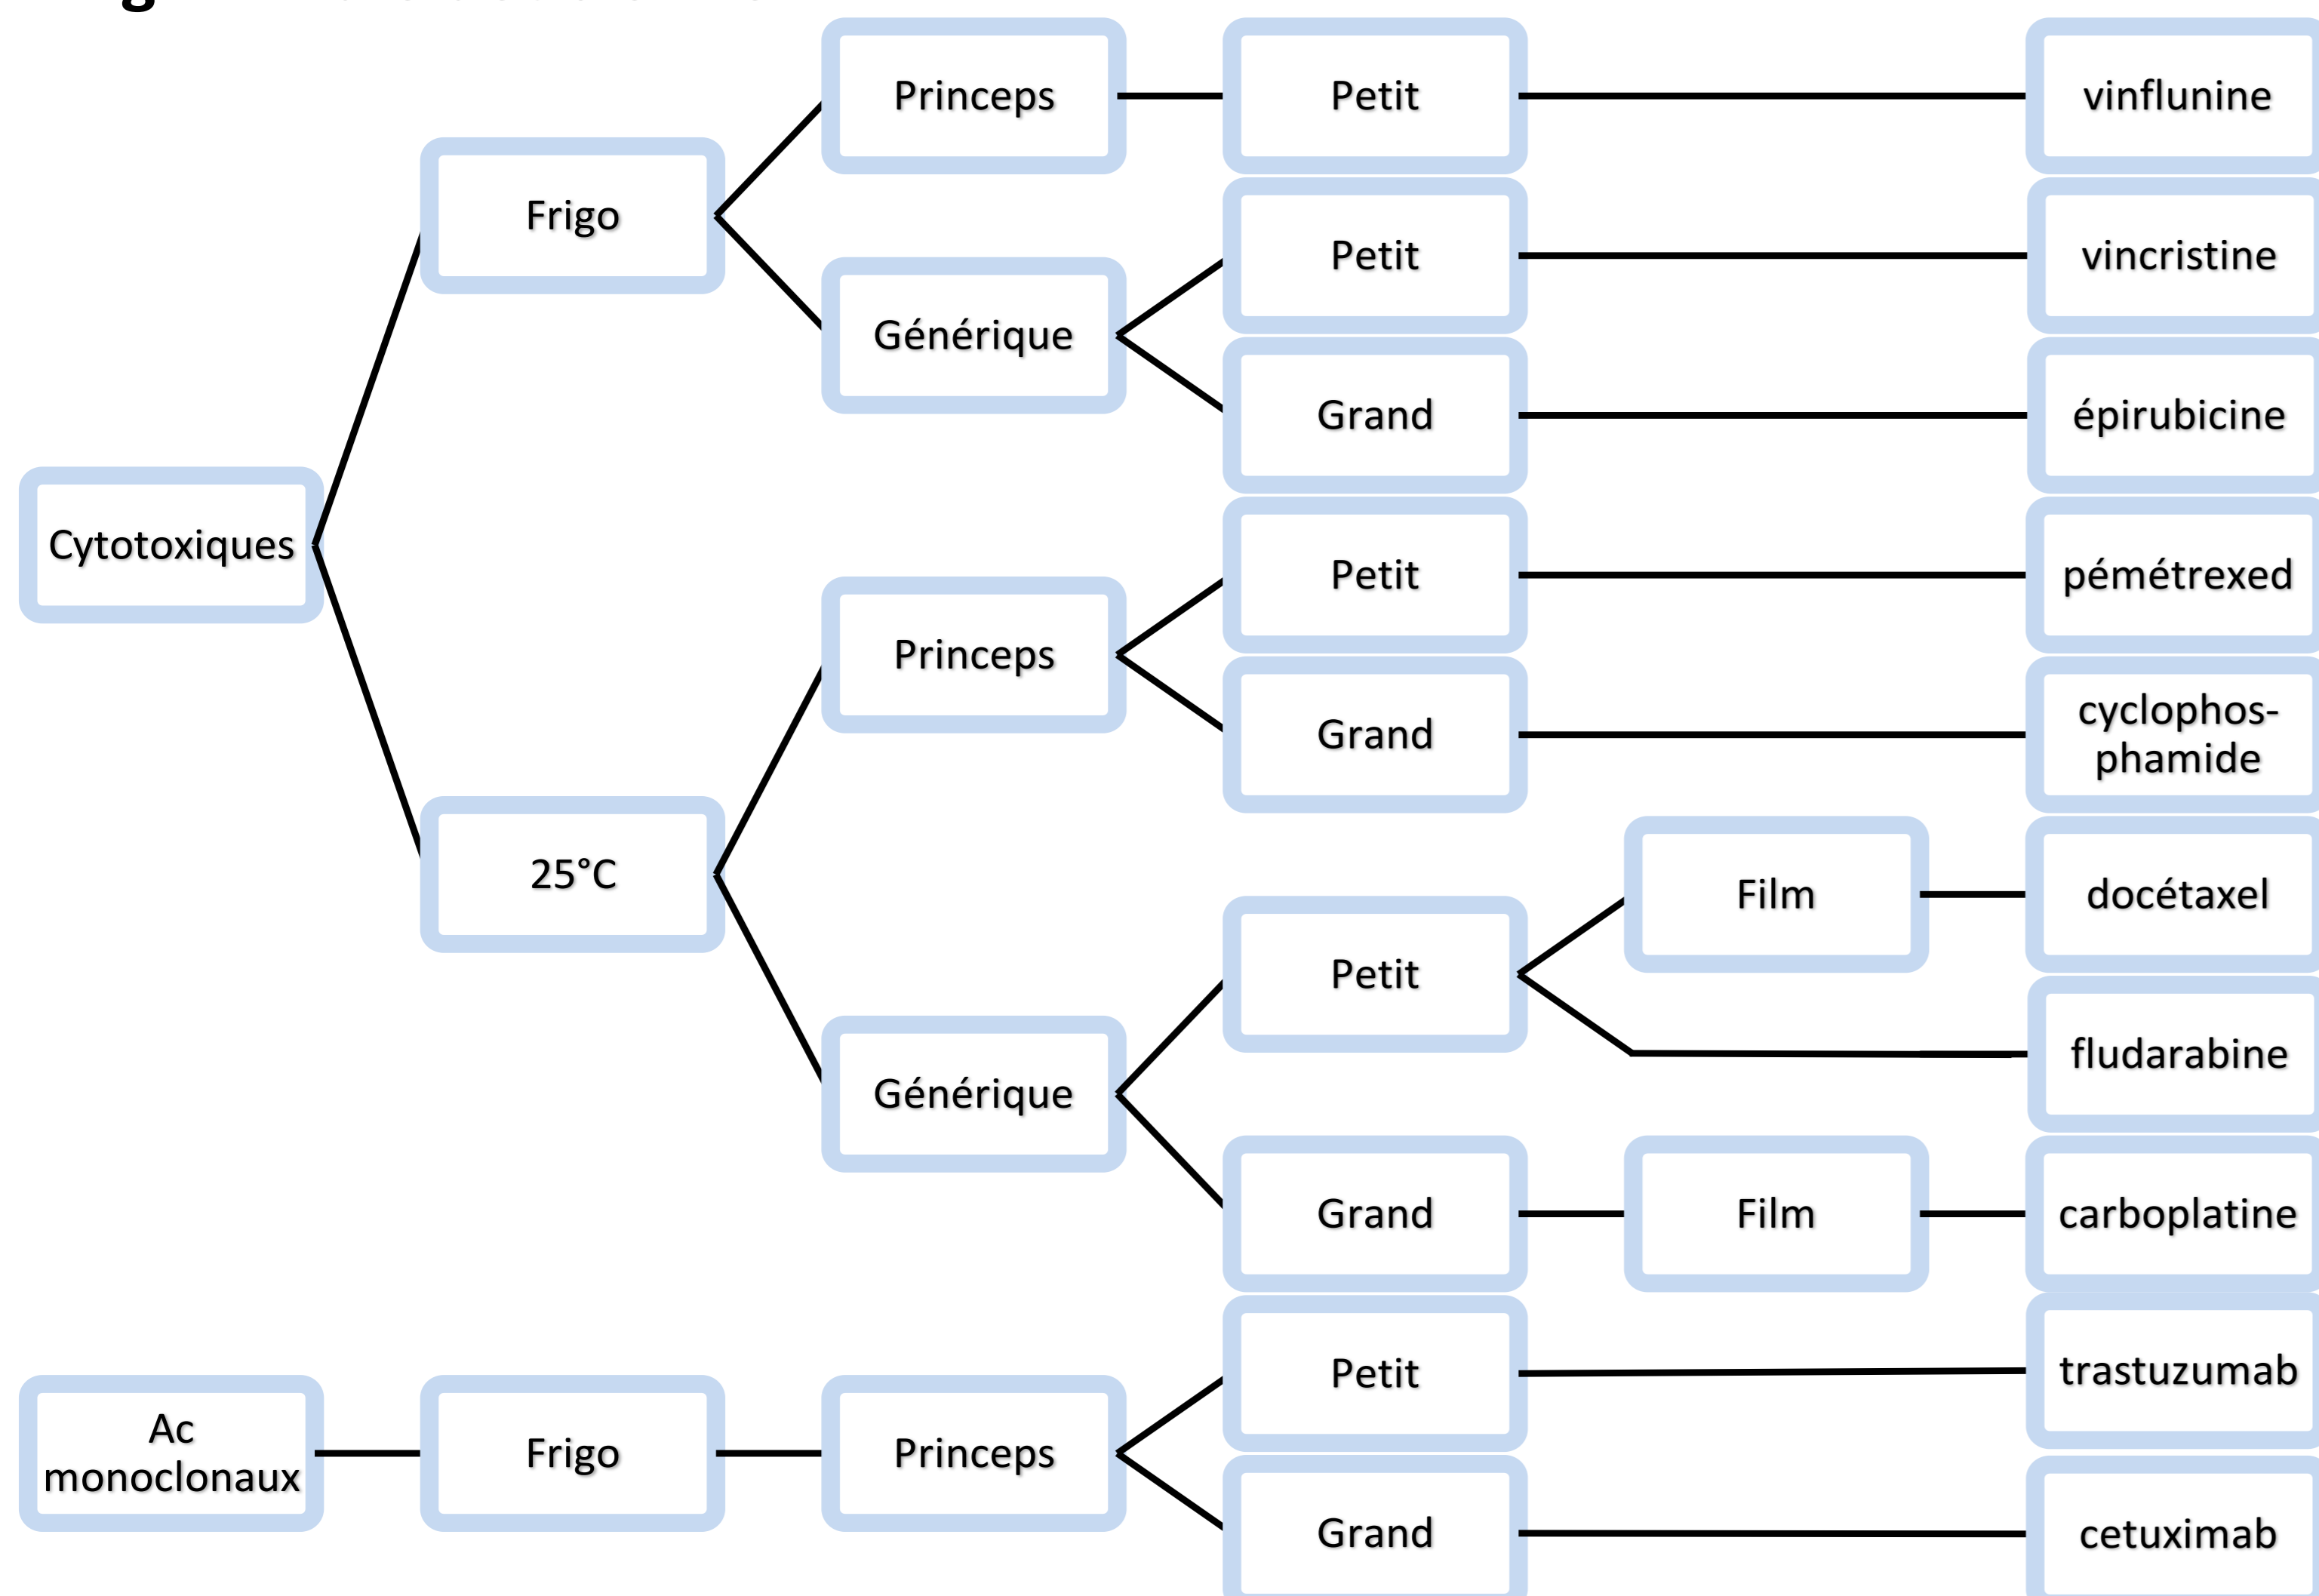 Princeps
Petit
vinflunine
Frigo
Petit
vincristine
Générique
Grand
épirubicine
Cytotoxiques
Petit
pémétrexed
Princeps
Grand
cyclophos-
phamide
25°C
Film
docétaxel
Petit
fludarabine
Générique
Grand
Film
carboplatine
Petit
trastuzumab
Ac
monoclonaux
Frigo
Princeps
Grand
cetuximab